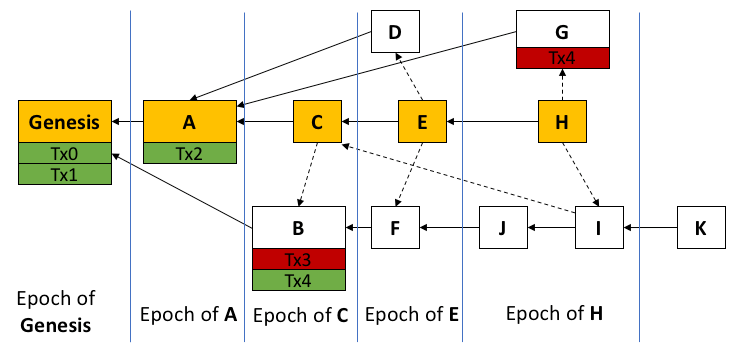 D
G
Tx4
Genesis
Tx0
Tx1
A
Tx2
C
E
H
B
Tx3
Tx4
F
J
I
K
Epoch of
Genesis
Epoch of A
Epoch of C
Epoch of E
Epoch of H